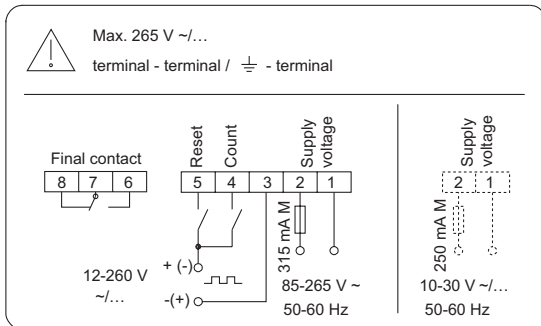 Max. 265 V ~/...
terminal - terminal / ⏚ - terminal
Final contact
8 7 6
Reset
Count
Supply
voltage
5 4 3 2 1
315 mA M
+ (-)
-(+)
12-260 V
~/...
85-265 V ~
50-60 Hz
Supply
voltage
2 1
250 mA M
10-30 V ~/...
50-60 Hz